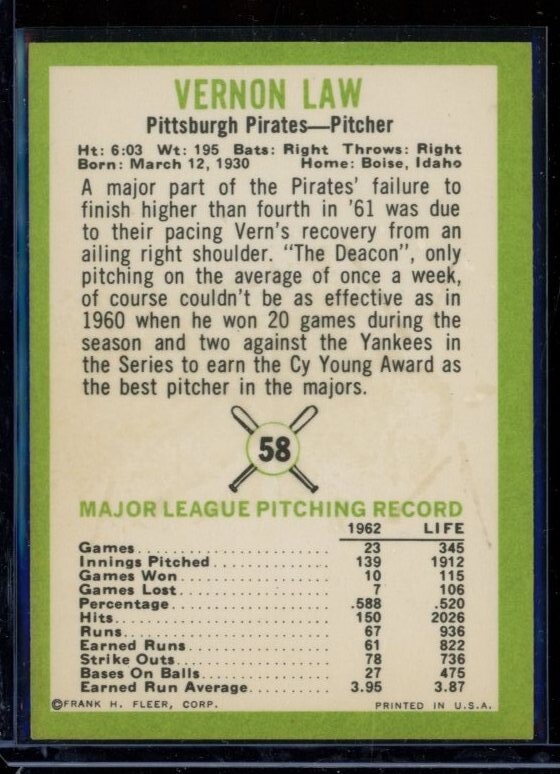 VERNON LAW
Pittsburgh Pirates—Pitcher
Ht: 6:03 Wt: 195 Bats: Right Throws: Right
Born: March 12, 1930 Home: Boise, Idaho
A major part of the Pirates' failure to
finish higher than fourth in '61 was due
to their pacing Vern's recovery from an
ailing right shoulder. "The Deacon", only
pitching on the average of once a week,
of course couldn't be as effective as in
1960 when he won 20 games during the
season and two against the Yankees in
the Series to earn the Cy Young Award as
the best pitcher in the majors.
58
MAJOR LEAGUE PITCHING RECORD
1962 LIFE
Games 23 345
Innings Pitched 139 1912
Games Won 10 115
Games Lost 7 106
Percentage .588 .520
Hits 150 2026
Runs 67 936
Earned Runs 61 822
Strike Outs 78 736
Bases On Balls 27 475
Earned Run Average 3.95 3.87
©FRANK H. FLEER, CORP. PRINTED IN U.S.A.